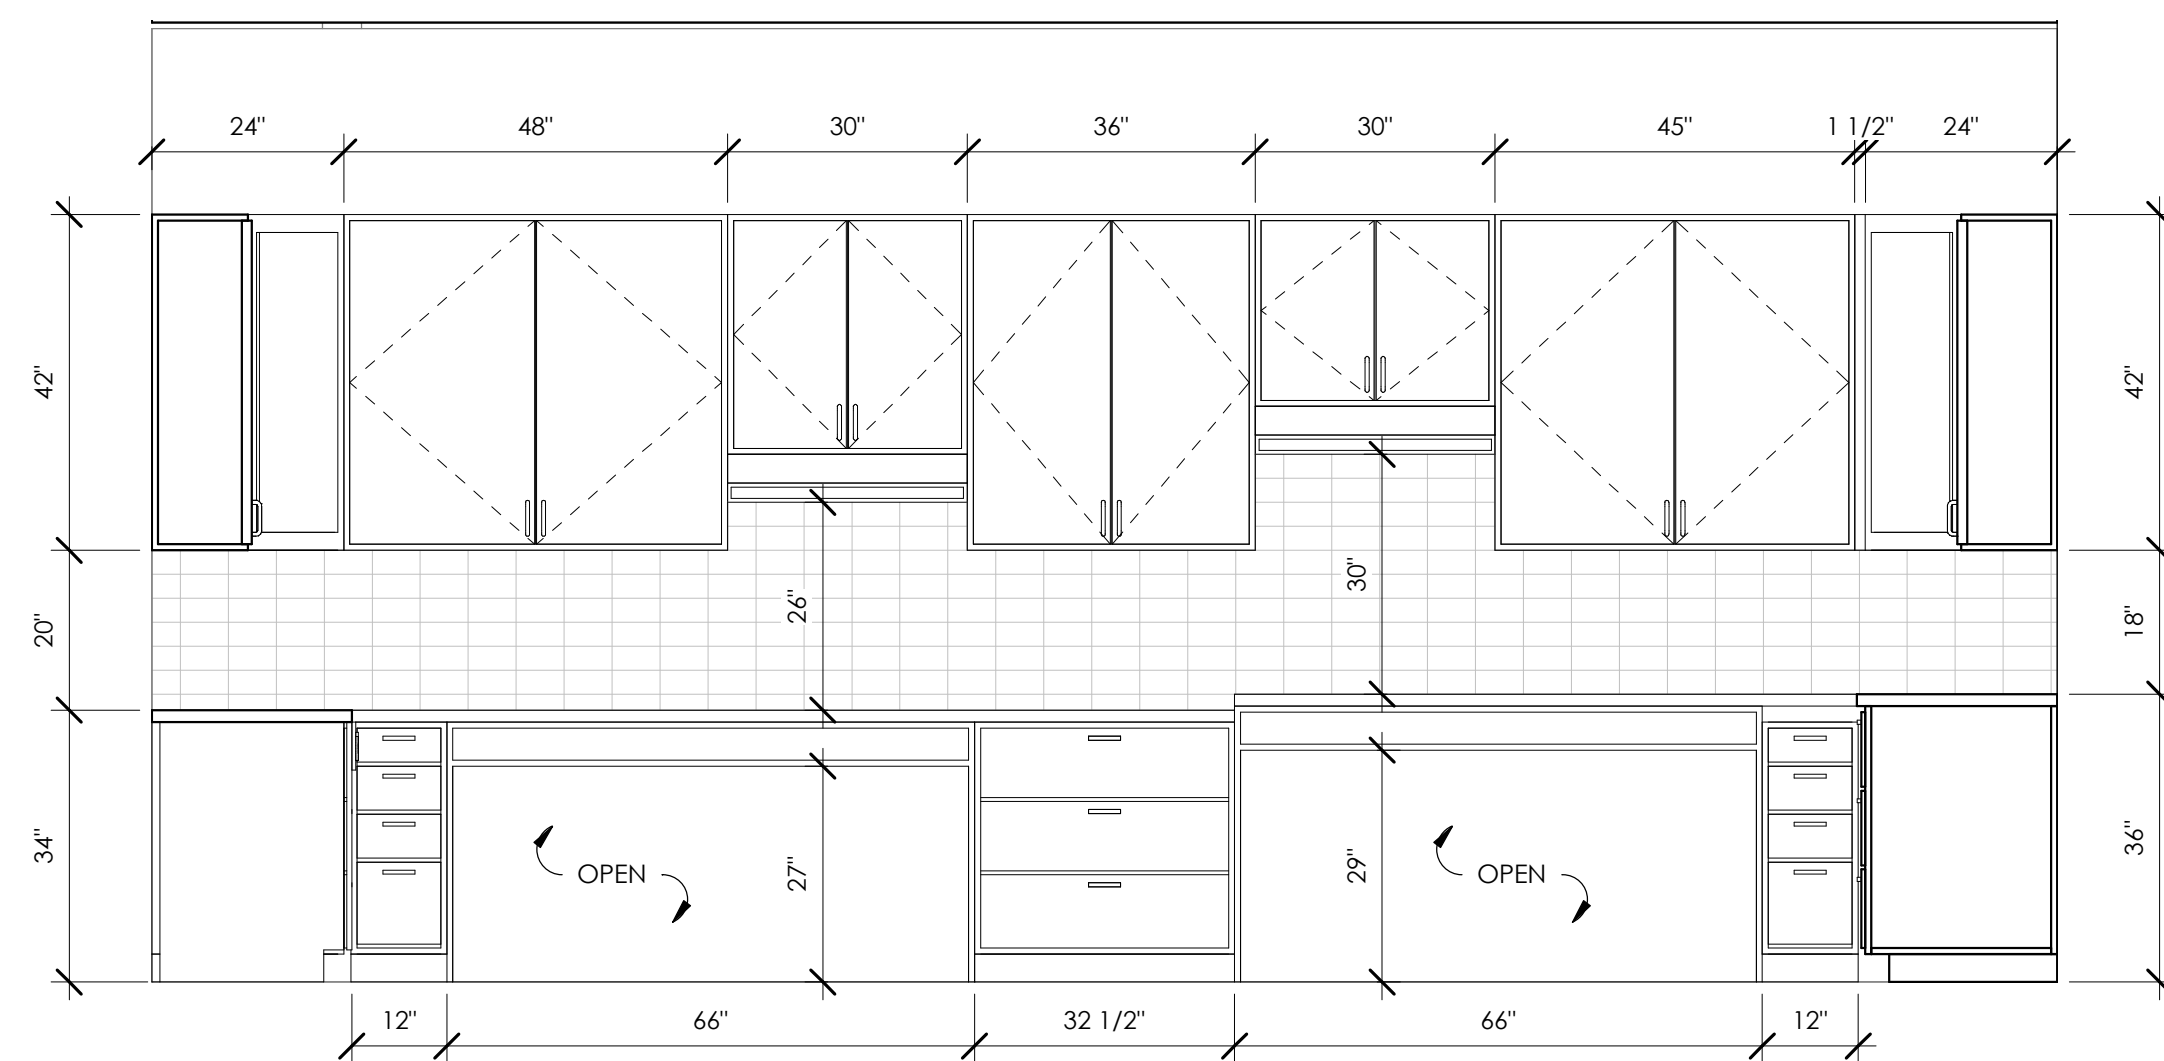 24" 48" 30" 36" 30" 45" 1 1/2" 24"
42" 42"
20" 26" 30" 18"
34" OPEN 27" 29" OPEN 36"
12" 66" 32 1/2" 66" 12"